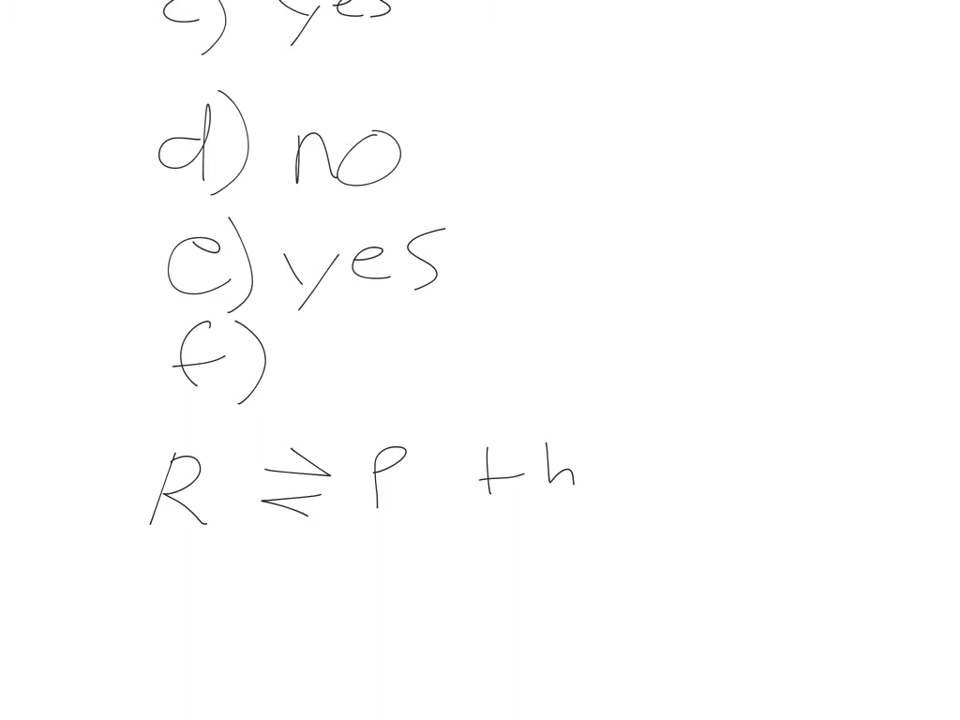 c) yes
d) no
e) yes
f)
R ⇄ P + h